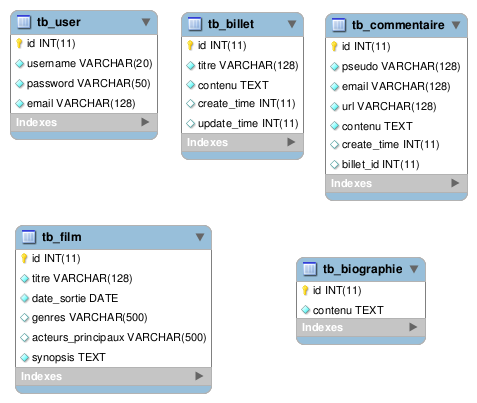 tb_user
id INT(11)
username VARCHAR(20)
password VARCHAR(50)
email VARCHAR(128)
Indexes
tb_billet
id INT(11)
titre VARCHAR(128)
contenu TEXT
create_time INT(11)
update_time INT(11)
Indexes
tb_commentaire
id INT(11)
pseudo VARCHAR(128)
email VARCHAR(128)
url VARCHAR(128)
contenu TEXT
create_time INT(11)
billet_id INT(11)
Indexes
tb_film
id INT(11)
titre VARCHAR(128)
date_sortie DATE
genres VARCHAR(500)
acteurs_principaux VARCHAR(500)
synopsis TEXT
Indexes
tb_biographie
id INT(11)
contenu TEXT
Indexes